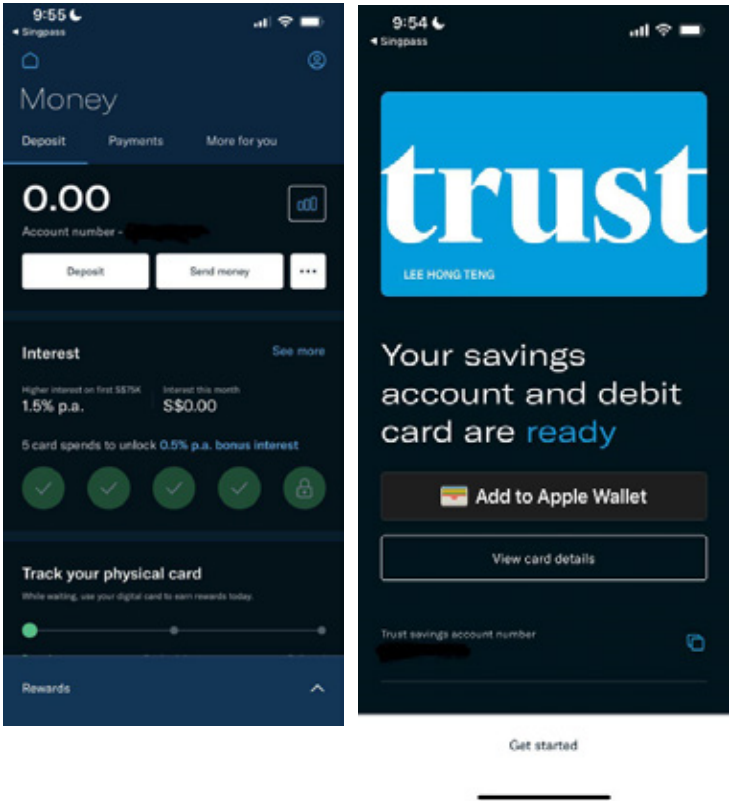 9:55
Singpass
Money
Deposit Payments More for you
0.00
Account number -
Deposit Send money
Interest See more
Higher interest on first S$75K Interest this month
1.5% p.a. S$0.00
5 card spends to unlock 0.5% p.a. bonus interest
Track your physical card
While waiting, use your digital card to earn rewards today.
Rewards
9:54
Singpass
trust
LEE HONG TENG
Your savings
account and debit
card are ready
Add to Apple Wallet
View card details
Trust savings account number
Get started